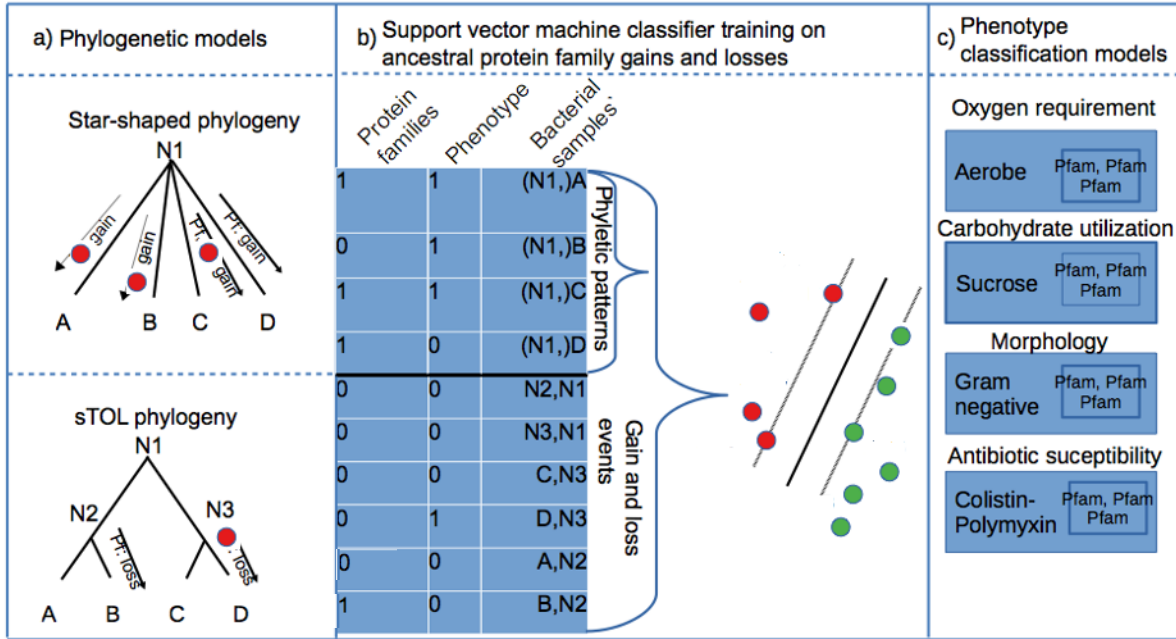 a) Phylogenetic models
Star-shaped phylogeny
N1
gain
gain
Pf: gain
Pf: gain
A B C D
sTOL phylogeny
N1
N2 N3
Pf: loss
: loss
A B C D
b) Support vector machine classifier training on
ancestral protein family gains and losses
Protein
families
Phenotype
Bacterial
samples
1 1 (N1,)A
0 1 (N1,)B
1 1 (N1,)C
1 0 (N1,)D
0 0 N2,N1
0 0 N3,N1
0 0 C,N3
0 1 D,N3
0 0 A,N2
1 0 B,N2
Phyletic patterns
Gain and loss
events
c) Phenotype
classification models
Oxygen requirement
Aerobe
Pfam, Pfam
Pfam
Carbohydrate utilization
Sucrose
Pfam, Pfam
Pfam
Morphology
Gram
negative
Pfam, Pfam
Pfam
Antibiotic suceptibility
Colistin-
Polymyxin
Pfam, Pfam
Pfam